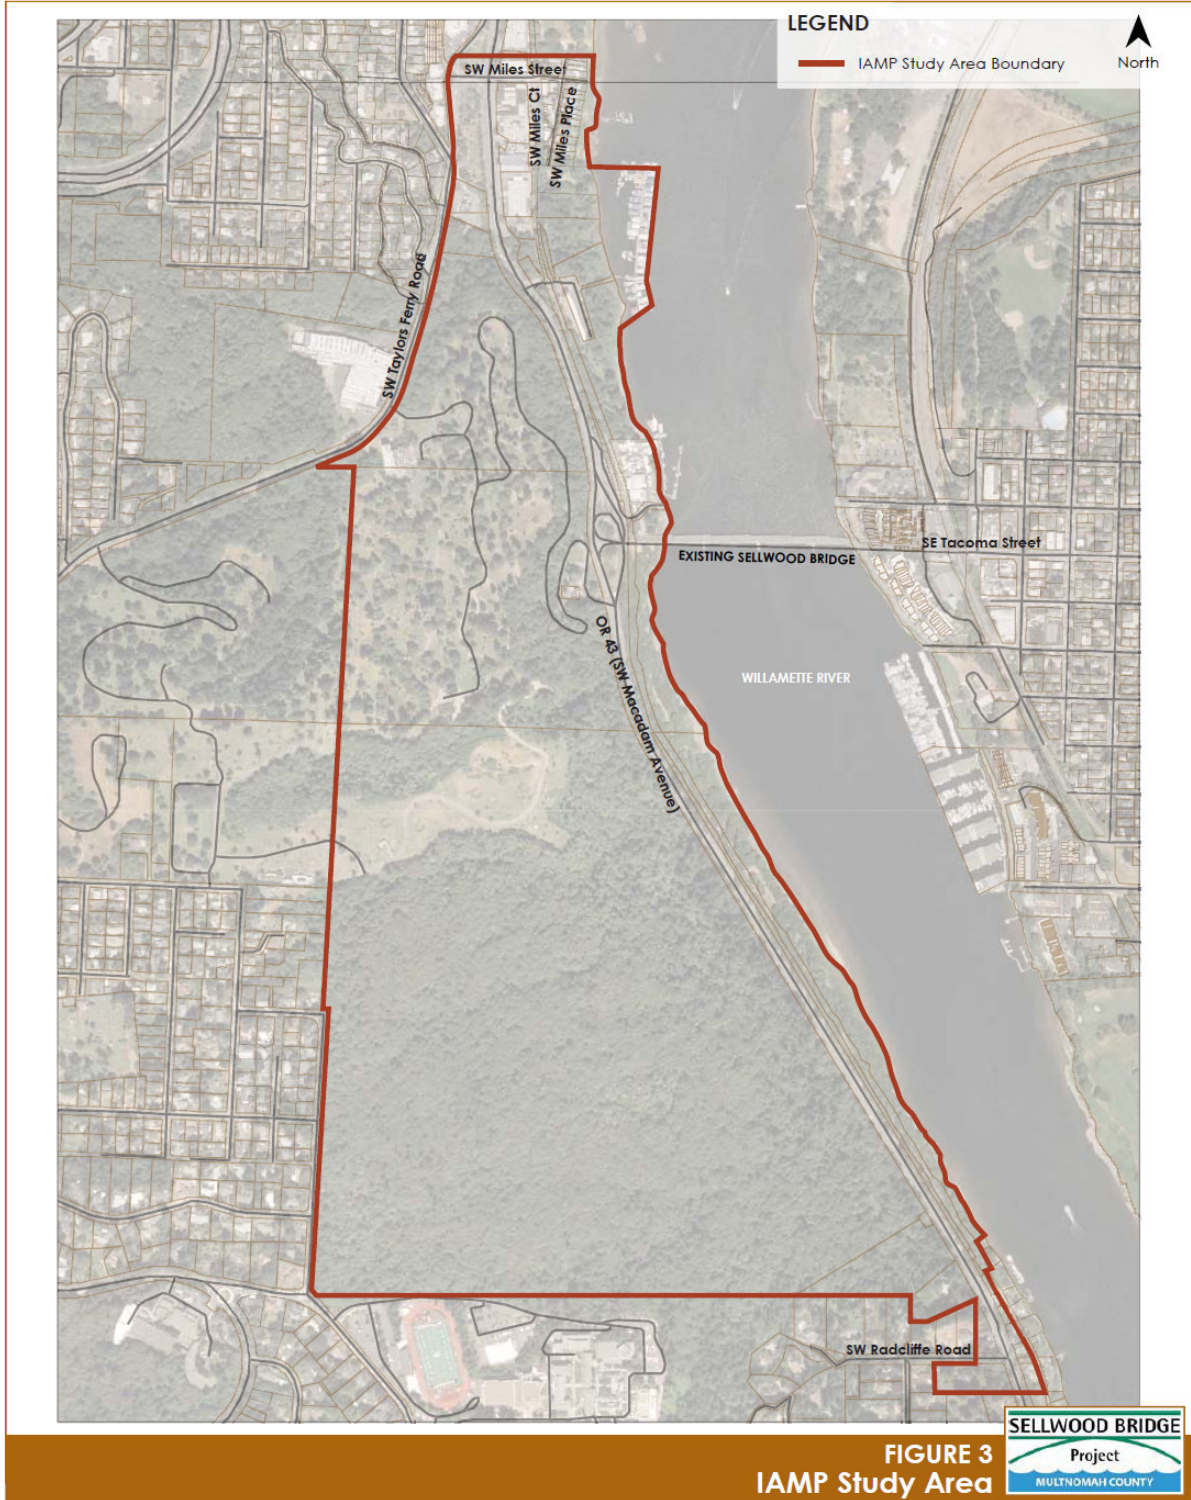 LEGEND
IAMP Study Area Boundary
North
SW Miles Street
SW Miles Ct
SW Miles Place
SW Taylors Ferry Road
SE Tacoma Street
EXISTING SELLWOOD BRIDGE
OR 43 (SW Macadam Avenue)
WILLAMETTE RIVER
SW Radcliffe Road
FIGURE 3
IAMP Study Area
SELLWOOD BRIDGE
Project
MULTNOMAH COUNTY